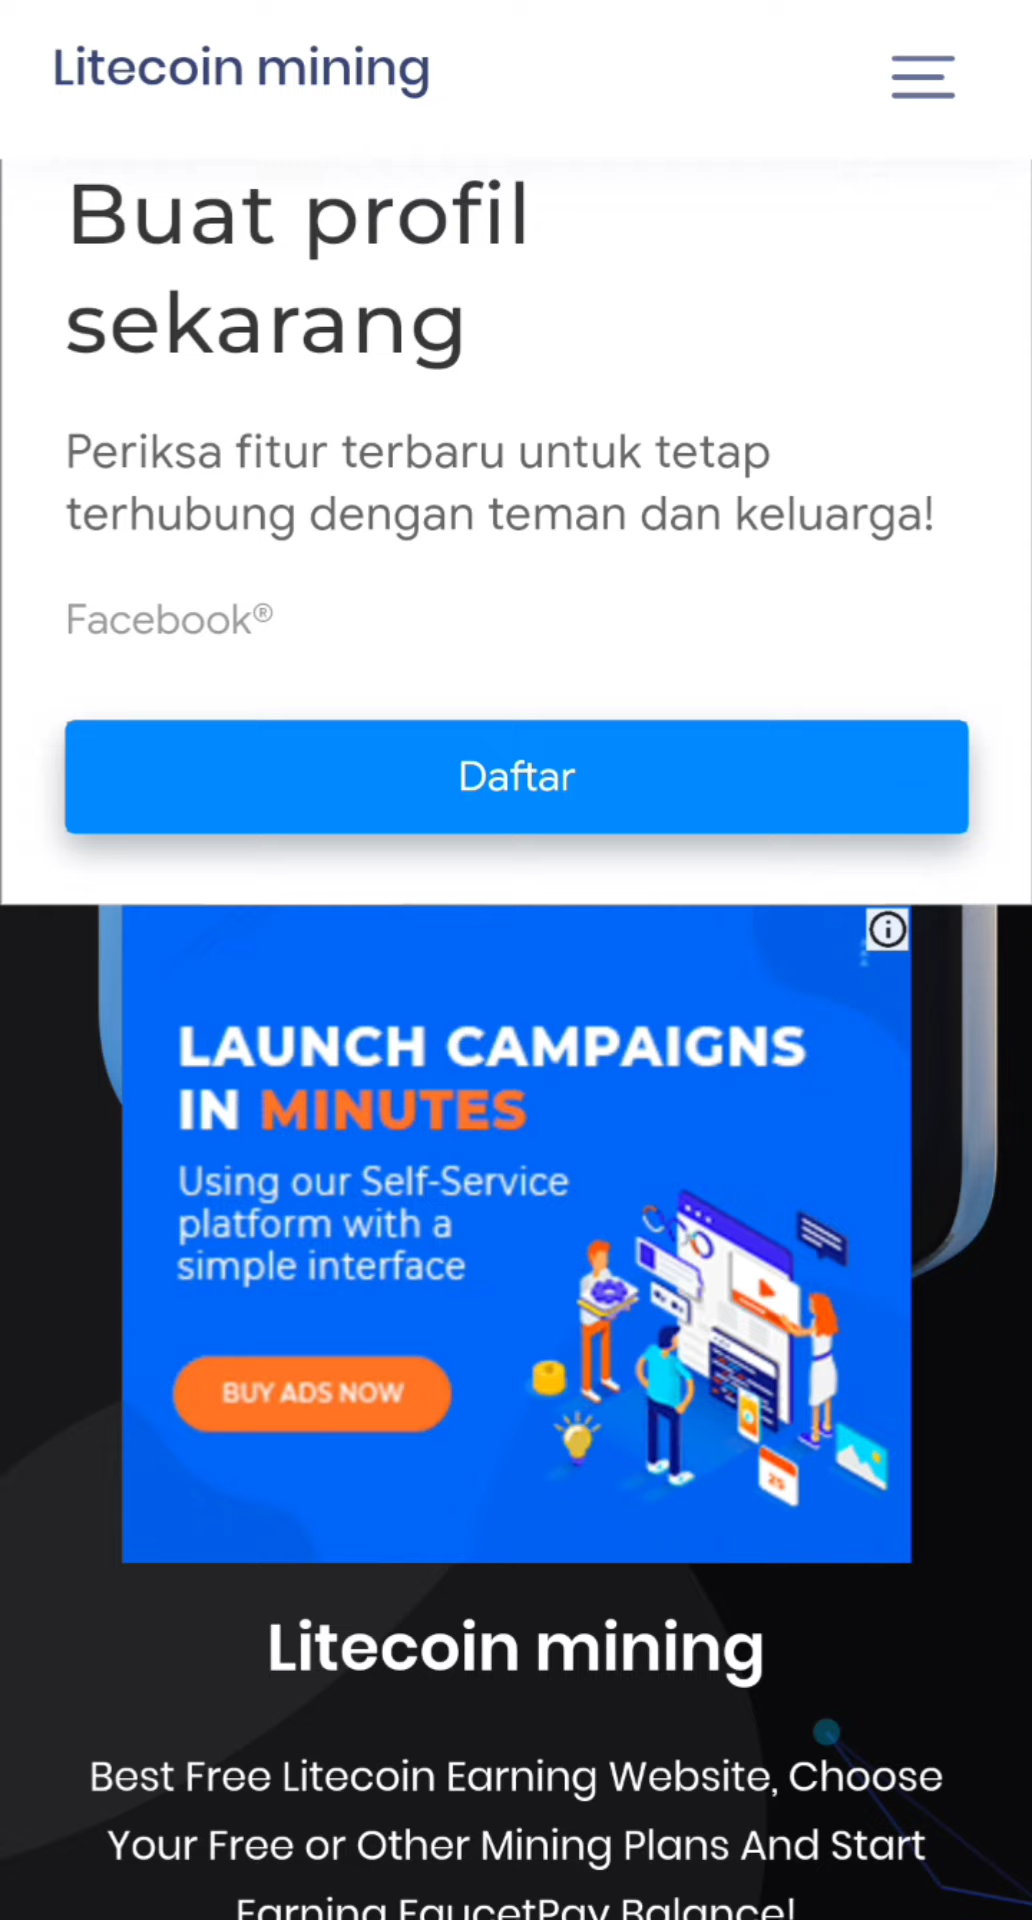 Litecoin mining
Buat profil
sekarang
Periksa fitur terbaru untuk tetap
terhubung dengan teman dan keluarga!
Facebook®
Daftar
LAUNCH CAMPAIGNS
IN MINUTES
Using our Self-Service
platform with a
simple interface
BUY ADS NOW
25
Litecoin mining
Best Free Litecoin Earning Website, Choose
Your Free or Other Mining Plans And Start
Earning FaucetPay Balance!